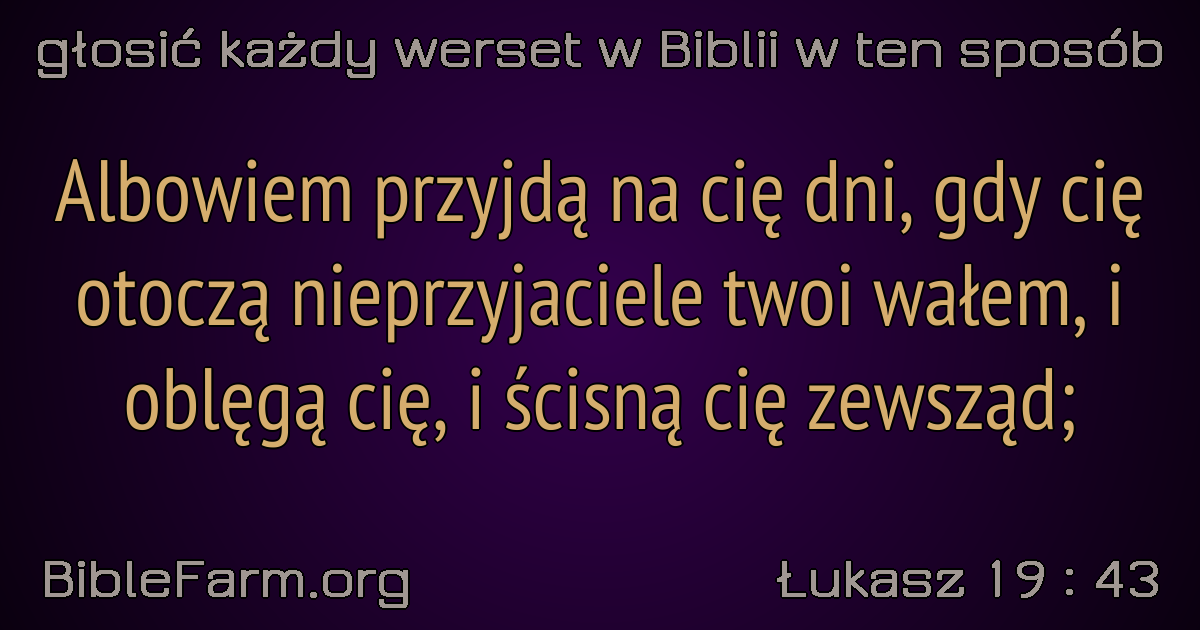 głosić każdy werset w Biblii w ten sposób
Albowiem przyjdą na cię dni, gdy cię
otoczą nieprzyjaciele twoi wałem, i
oblęgą cię, i ścisną cię zewsząd;
BibleFarm.org
Łukasz 19 : 43